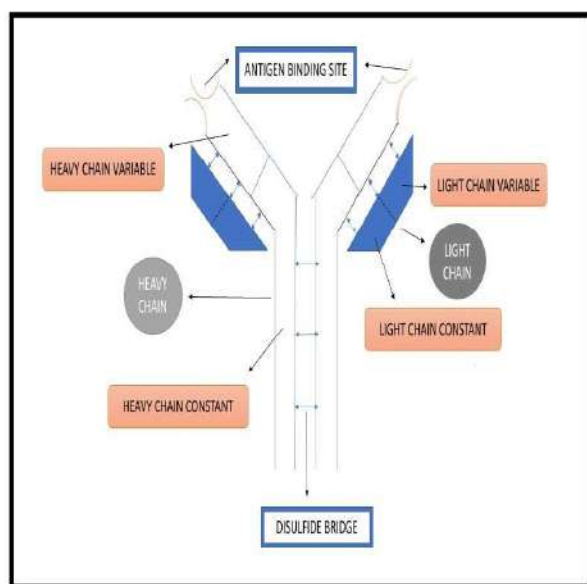 ANTIGEN BINDING SITE
HEAVY CHAIN VARIABLE
LIGHT CHAIN VARIABLE
HEAVY
CHAIN
LIGHT
CHAIN
LIGHT CHAIN CONSTANT
HEAVY CHAIN CONSTANT
DISULFIDE BRIDGE